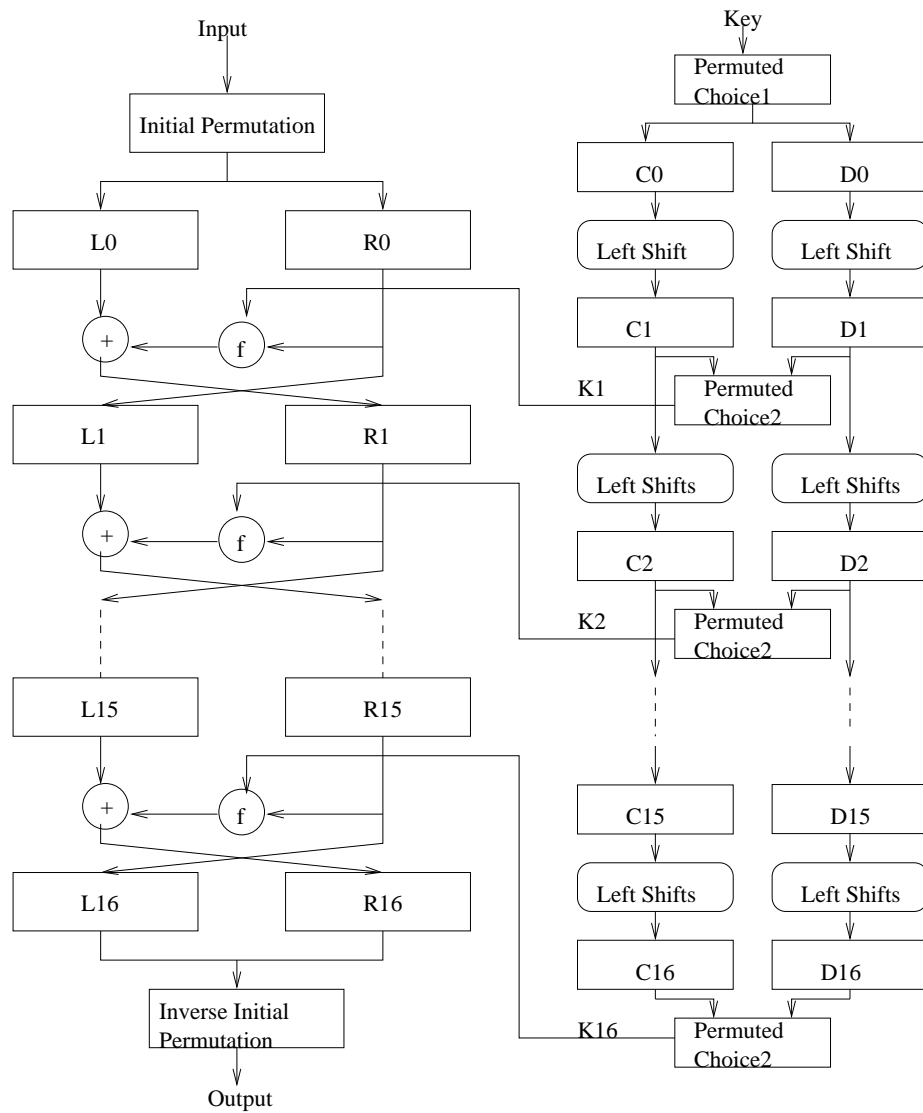 Input
Key
Permuted
Choice1
Initial Permutation
C0
D0
L0
R0
Left Shift
Left Shift
+
f
C1
D1
K1
Permuted
Choice2
L1
R1
Left Shifts
Left Shifts
+
f
C2
D2
K2
Permuted
Choice2
L15
R15
+
f
C15
D15
Left Shifts
Left Shifts
L16
R16
C16
D16
Inverse Initial
Permutation
K16
Permuted
Choice2
Output